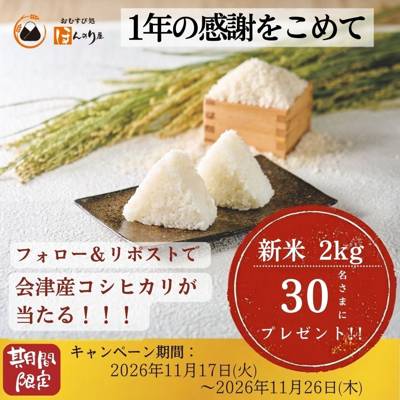 おむすび処
ほんのり屋
1年の感謝をこめて
フォロー＆リポストで
会津産コシヒカリが
当たる！！！
新米 2kg
30名さまに
プレゼント!!
期間限定
キャンペーン期間：
2026年11月17日(火)
～2026年11月26日(木)